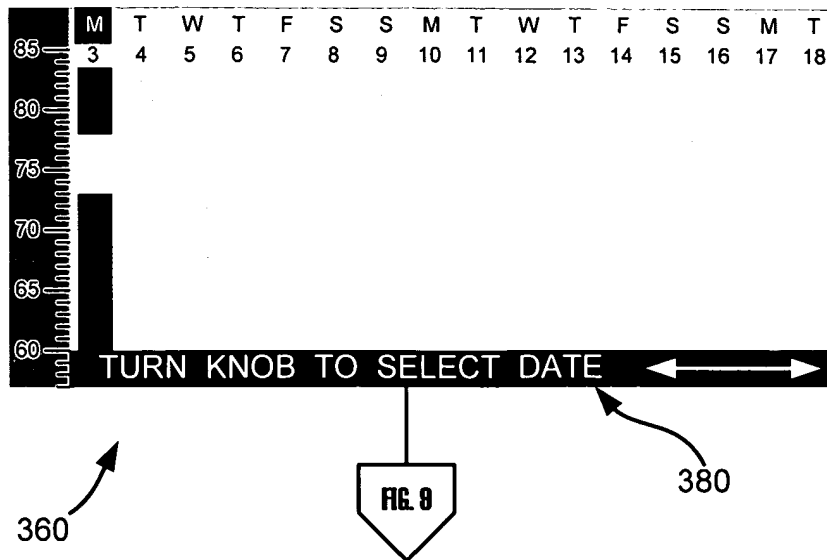 M T W T F S S M T W T F S S M T
85 3 4 5 6 7 8 9 10 11 12 13 14 15 16 17 18
80
75
70
65
60
TURN KNOB TO SELECT DATE
FIG. 9
360
380